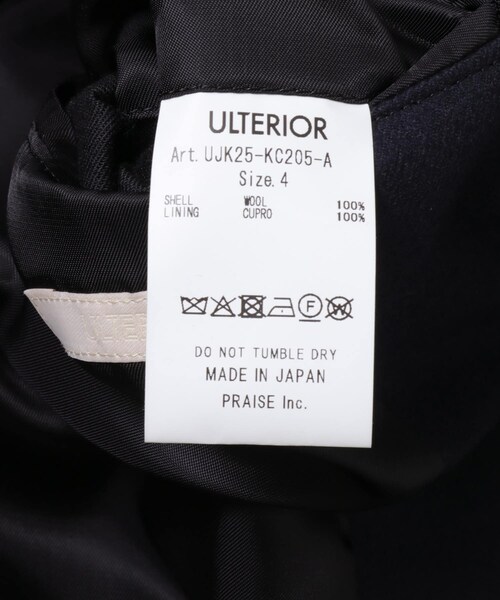 ULTERIOR
Art. UJK25-KC205-A
Size. 4
SHELL WOOL 100%
LINING CUPRO 100%
F W
DO NOT TUMBLE DRY
MADE IN JAPAN
PRAISE Inc.